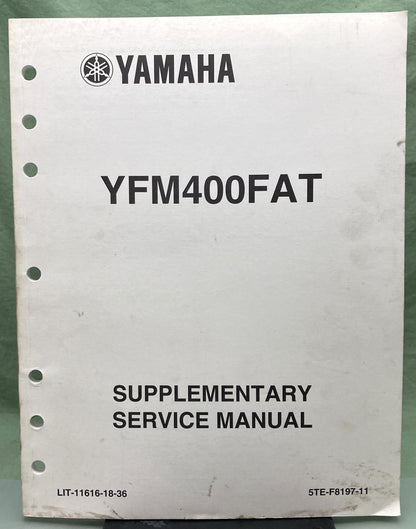 YAMAHA
YFM400FAT
SUPPLEMENTARY
SERVICE MANUAL
LIT-11616-18-36
5TE-F8197-11